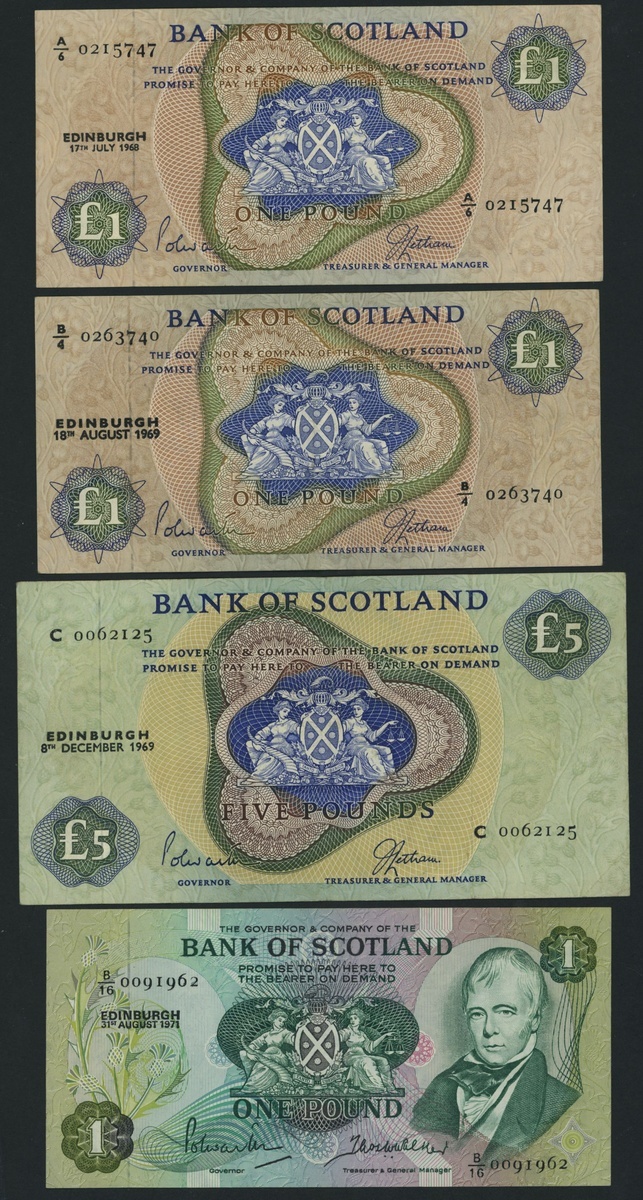 BANK OF SCOTLAND
A/6 0215747
£1
THE GOVERNOR & COMPANY OF THE BANK OF SCOTLAND
PROMISE TO PAY HERE TO THE BEARER ON DEMAND
EDINBURGH
17TH JULY 1968
£1
ONE POUND
A/6 0215747
Polwarth
GOVERNOR
TREASURER & GENERAL MANAGER
BANK OF SCOTLAND
B/4 0263740
£1
THE GOVERNOR & COMPANY OF THE BANK OF SCOTLAND
PROMISE TO PAY HERE TO THE BEARER ON DEMAND
EDINBURGH
18TH AUGUST 1969
£1
ONE POUND
B/4 0263740
Polwarth
GOVERNOR
TREASURER & GENERAL MANAGER
BANK OF SCOTLAND
C 0062125
£5
THE GOVERNOR & COMPANY OF THE BANK OF SCOTLAND
PROMISE TO PAY HERE TO THE BEARER ON DEMAND
EDINBURGH
8TH DECEMBER 1969
FIVE POUNDS
£5
C 0062125
Polwarth
GOVERNOR
TREASURER & GENERAL MANAGER
THE GOVERNOR & COMPANY OF THE
BANK OF SCOTLAND
1
PROMISE TO PAY HERE TO
THE BEARER ON DEMAND
B/16 0091962
EDINBURGH
31ST AUGUST 1971
ONE POUND
1
Polwarth
Governor
Treasurer & General Manager
B/16 0091962